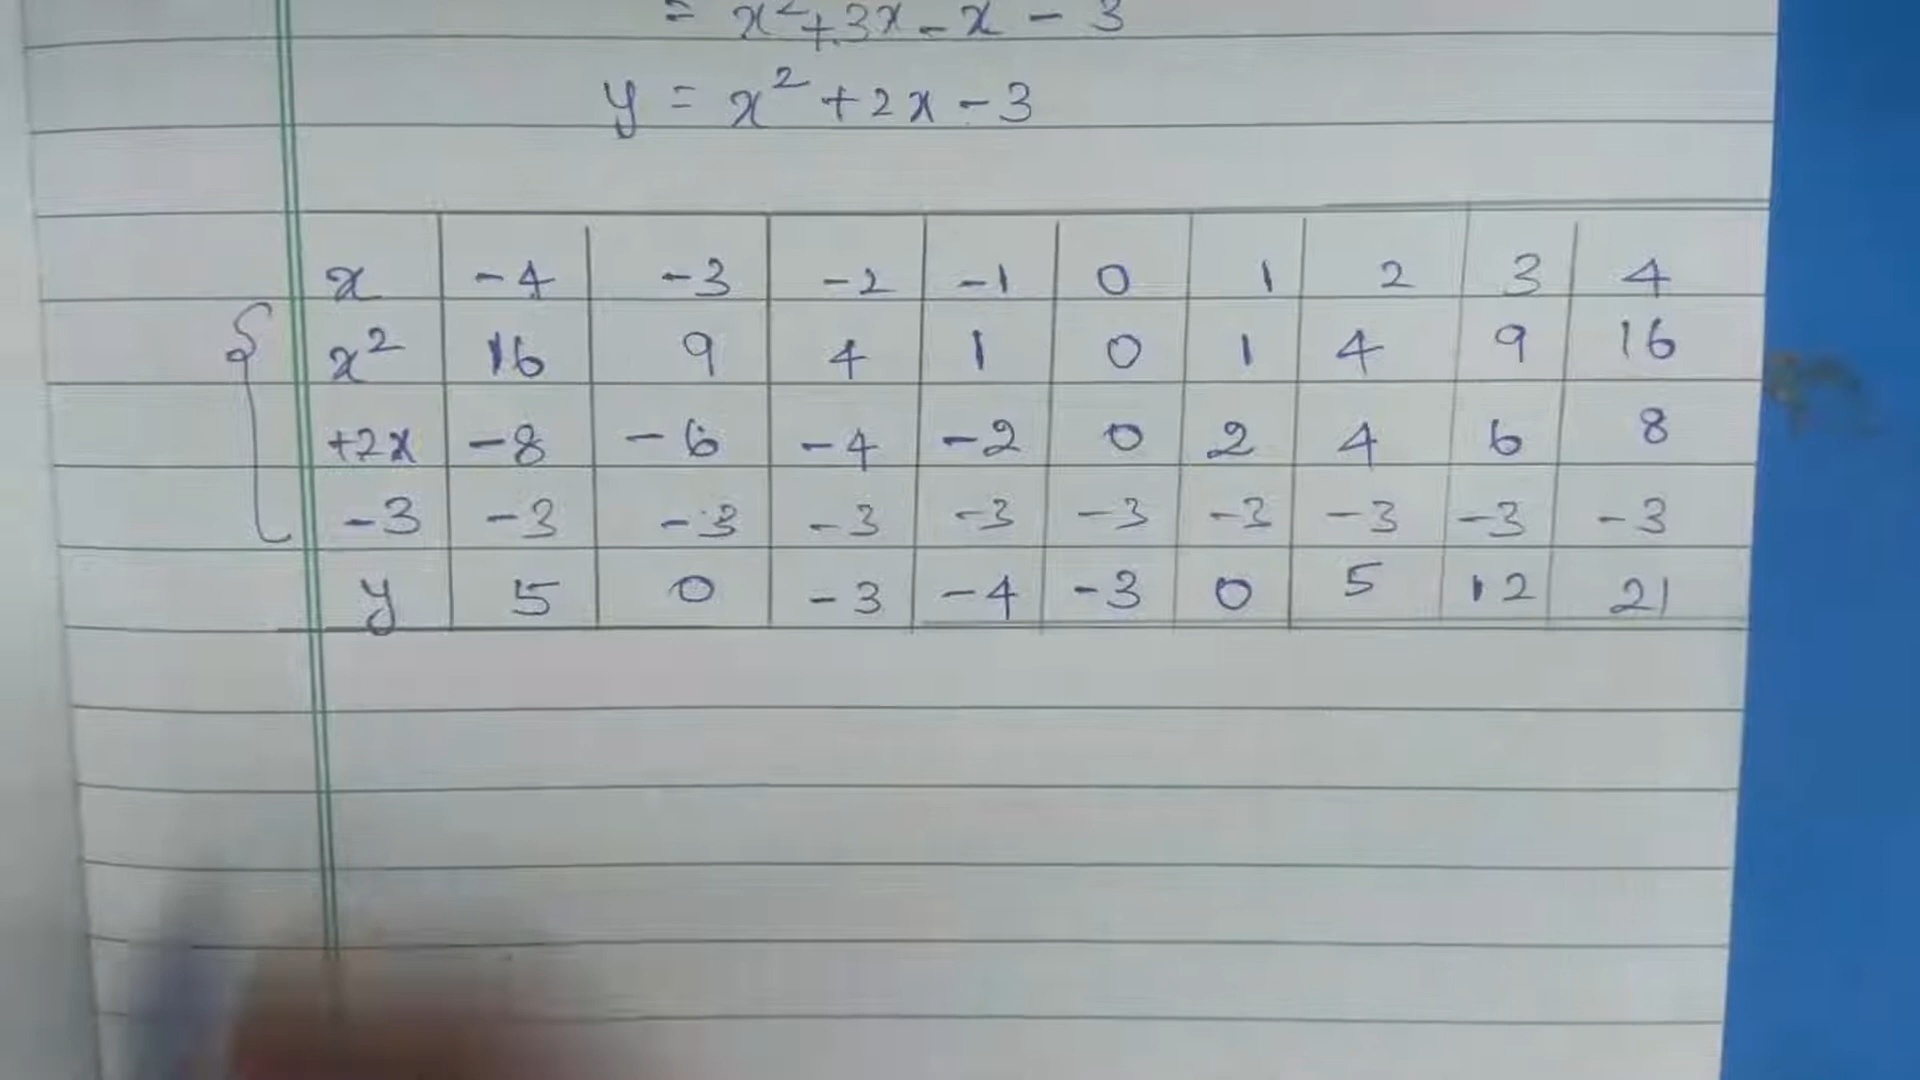 = x²+3x-x-3
y = x²+2x-3
x -4 -3 -2 -1 0 1 2 3 4
x² 16 9 4 1 0 1 4 9 16
+2x -8 -6 -4 -2 0 2 4 6 8
-3 -3 -3 -3 -3 -3 -3 -3 -3 -3
y 5 0 -3 -4 -3 0 5 12 21